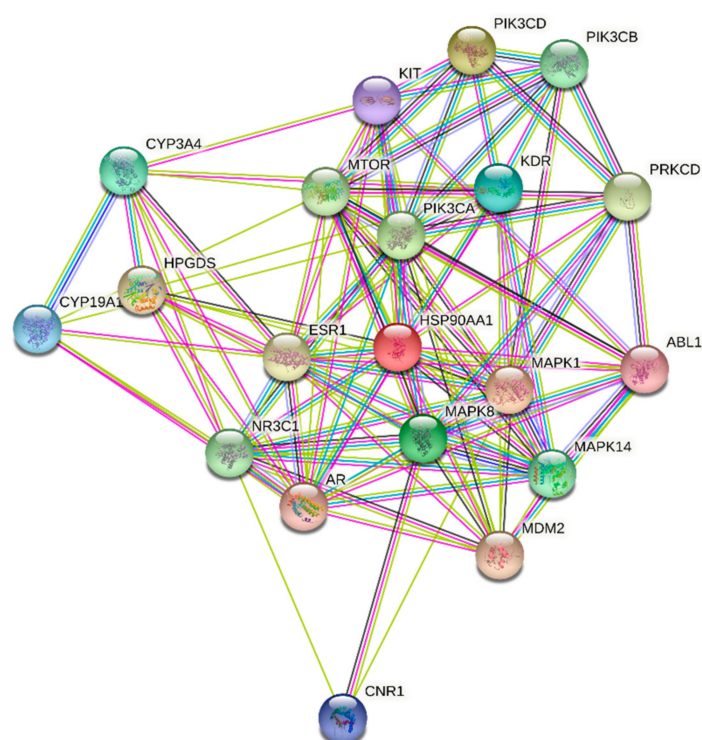 PIK3CD
PIK3CB
KIT
CYP3A4
MTOR
KDR
PRKCD
PIK3CA
HPGDS
CYP19A1
ESR1
HSP90AA1
ABL1
MAPK1
MAPK8
NR3C1
MAPK14
AR
MDM2
CNR1